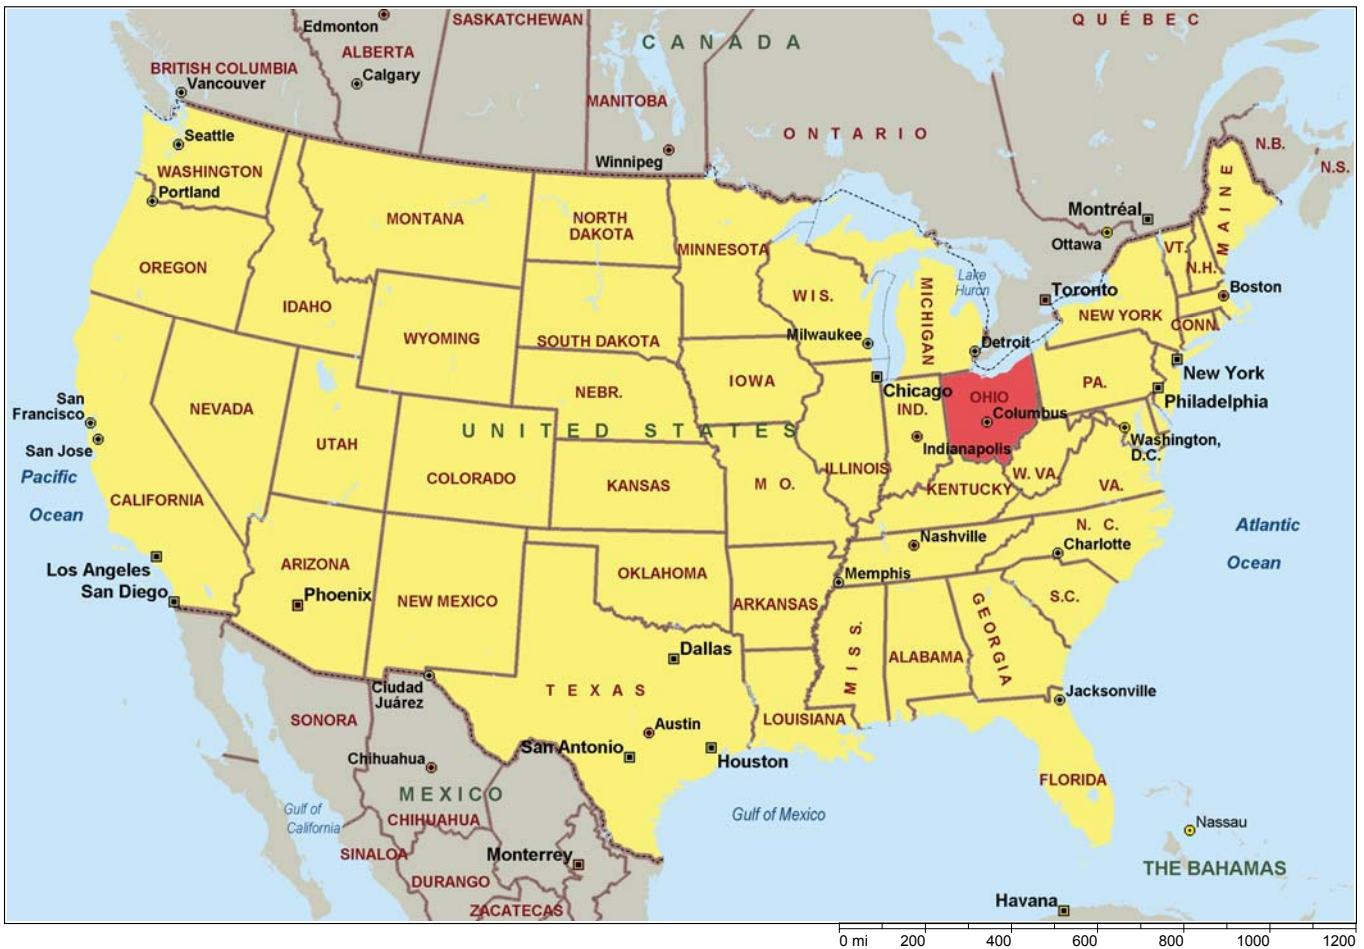 SASKATCHEWAN
QUÉBEC
Edmonton
CANADA
ALBERTA
BRITISH COLUMBIA
Calgary
Vancouver
MANITOBA
ONTARIO
Seattle
N.B.
Winnipeg
N.S.
WASHINGTON
Portland
MAINE
MONTANA
NORTH
DAKOTA
Montréal
MINNESOTA
Ottawa
VT.
OREGON
N.H.
Lake
Huron
IDAHO
WIS.
MICHIGAN
Toronto
Boston
NEW YORK
CONN.
WYOMING
SOUTH DAKOTA
Milwaukee
Detroit
New York
IOWA
Chicago
PA.
NEBR.
OHIO
Philadelphia
San
Francisco
NEVADA
IND.
Columbus
UNITED STATES
UTAH
Indianapolis
Washington,
D.C.
San Jose
Pacific
Ocean
COLORADO
KANSAS
MO.
ILLINOIS
W. VA.
KENTUCKY
VA.
CALIFORNIA
Atlantic
Ocean
N. C.
Nashville
Charlotte
Los Angeles
ARIZONA
OKLAHOMA
Memphis
San Diego
Phoenix
NEW MEXICO
ARKANSAS
S.C.
GEORGIA
MISS.
ALABAMA
Dallas
Ciudad
Juárez
TEXAS
Jacksonville
SONORA
Austin
LOUISIANA
San Antonio
Houston
Chihuahua
FLORIDA
MEXICO
Gulf of
California
CHIHUAHUA
Gulf of Mexico
Nassau
SINALOA
Monterrey
DURANGO
THE BAHAMAS
ZACATECAS
Havana
0 mi 200 400 600 800 1000 1200